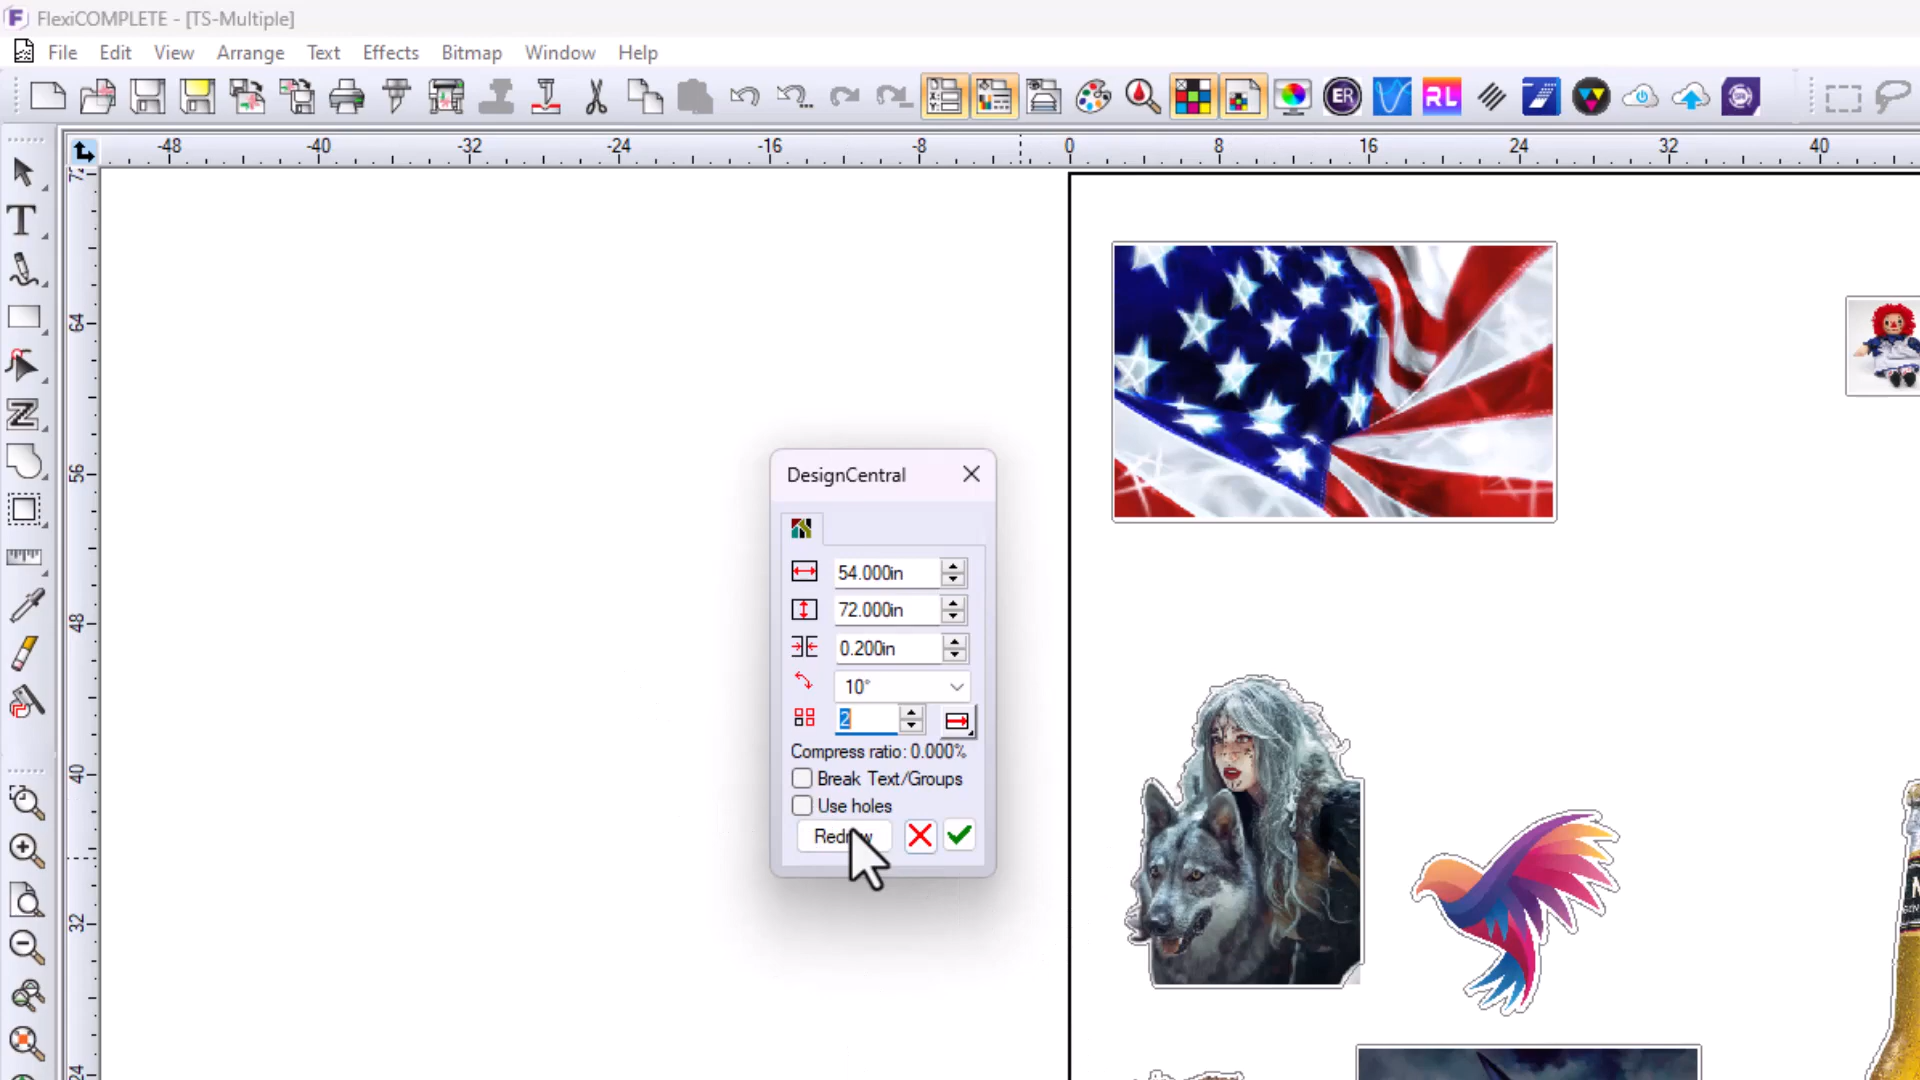 FlexiCOMPLETE - [TS-Multiple]
File Edit View Arrange Text Effects Bitmap Window Help
ER RL
-48 -40 -32 -24 -16 -8 0 8 16 24 32 40
T
64
56
48
40
32
24
DesignCentral
54.000in
72.000in
0.200in
10°
2
Compress ratio: 0.000%
Break Text/Groups
Use holes